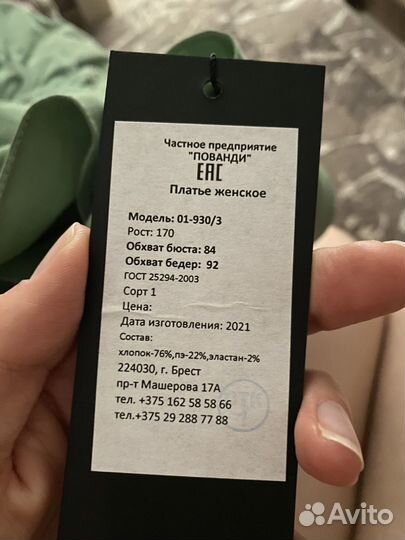 Частное предприятие
"ПОВАНДИ"
EAC
Платье женское
Модель: 01-930/3
Рост: 170
Обхват бюста: 84
Обхват бедер: 92
ГОСТ 25294-2003
Сорт 1
Цена:
Дата изготовления: 2021
Состав:
хлопок-76%,пэ-22%,эластан-2%
224030, г. Брест
пр-т Машерова 17А
тел. +375 162 58 58 66
тел.+375 29 288 77 88
Avito